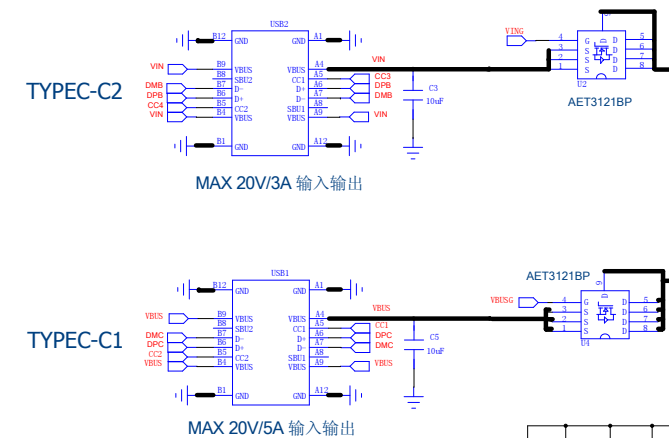 USB2
TYPEC-C2
B12 GND GND A1
VIN B9 VBUS VBUS A4 VIN
B8 SBU2 CC1 A5 CC3
DMB B7 D- D+ A6 DPB
DPB B6 D+ D- A7 DMB
CC4 B5 CC2 SBU1 A8
VIN B4 VBUS VBUS A9 VIN
B1 GND GND A12
C3
10uF
VING
4 G D 5
3 S D 6
2 S D 7
1 S D 8
U2
AET3121BP
MAX 20V/3A 输入输出
USB1
TYPEC-C1
B12 GND GND A1
VBUS B9 VBUS VBUS A4 VBUS
B8 SBU2 CC1 A5 CC1
DMC B7 D- D+ A6 DPC
DPC B6 D+ D- A7 DMC
CC2 B5 CC2 SBU1 A8
VBUS B4 VBUS VBUS A9 VBUS
B1 GND GND A12
C5
10uF
AET3121BP
9
VBUSG
4 G D 5
3 S D 6
2 S D 7
1 S D 8
U4
MAX 20V/5A 输入输出